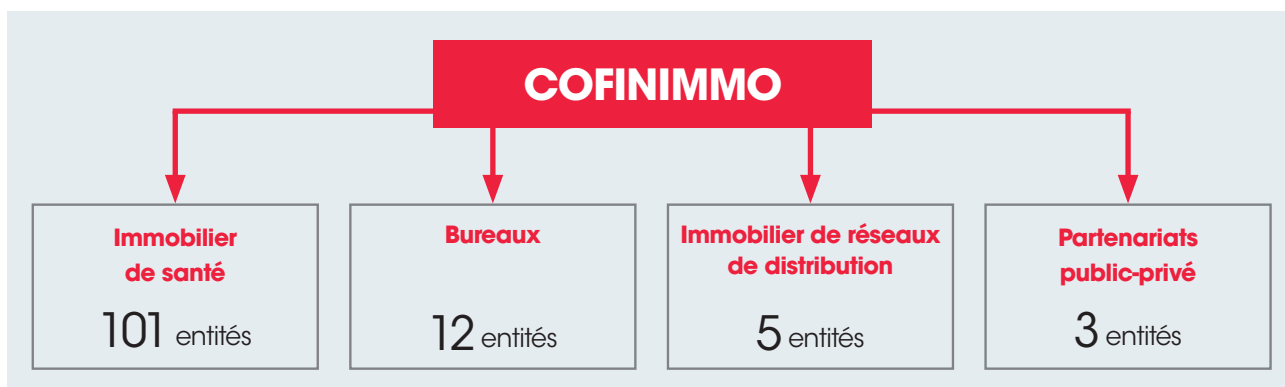 COFINIMMO
Immobilier
de santé
101 entités
Bureaux
12 entités
Immobilier de réseaux
de distribution
5 entités
Partenariats
public-privé
3 entités